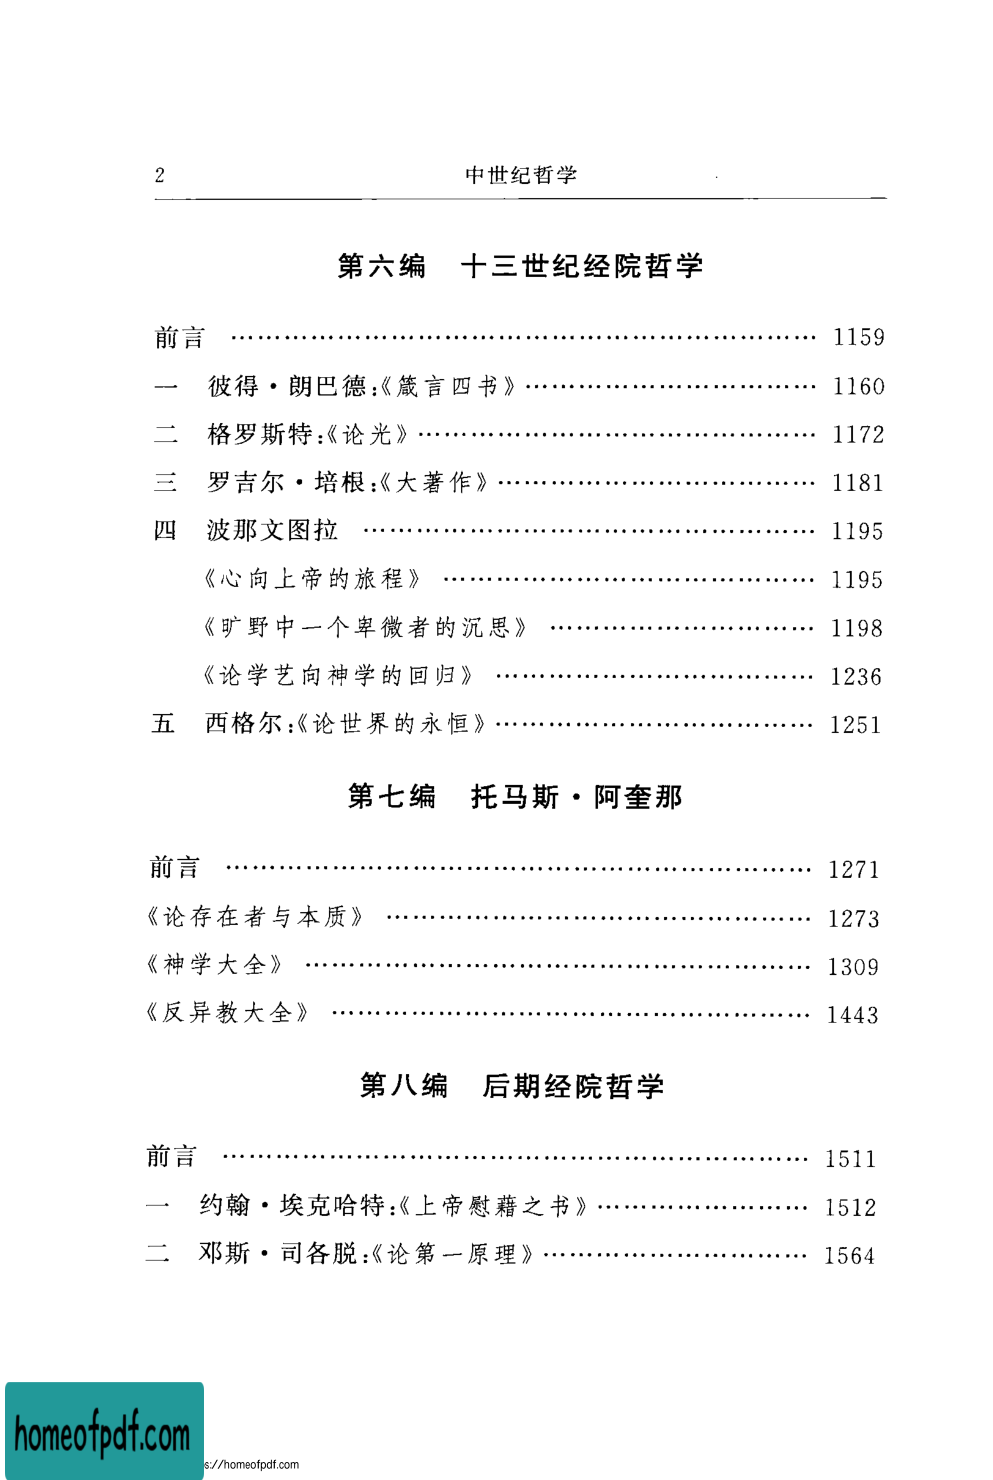 2 中世纪哲学
第六编 十三世纪经院哲学
前言 …………………………………………………………… 1159
一 彼得·朗巴德:《箴言四书》…………………………… 1160
二 格罗斯特:《论光》……………………………………… 1172
三 罗吉尔·培根:《大著作》……………………………… 1181
四 波那文图拉 …………………………………………… 1195
《心向上帝的旅程》 …………………………………… 1195
《旷野中一个卑微者的沉思》 ………………………… 1198
《论学艺向神学的回归》 ……………………………… 1236
五 西格尔:《论世界的永恒》……………………………… 1251
第七编 托马斯·阿奎那
前言 …………………………………………………………… 1271
《论存在者与本质》 ………………………………………… 1273
《神学大全》 ………………………………………………… 1309
《反异教大全》 ……………………………………………… 1443
第八编 后期经院哲学
前言 …………………………………………………………… 1511
一 约翰·埃克哈特:《上帝慰藉之书》…………………… 1512
二 邓斯·司各脱:《论第一原理》………………………… 1564
homeofpdf.com
s://homeofpdf.com